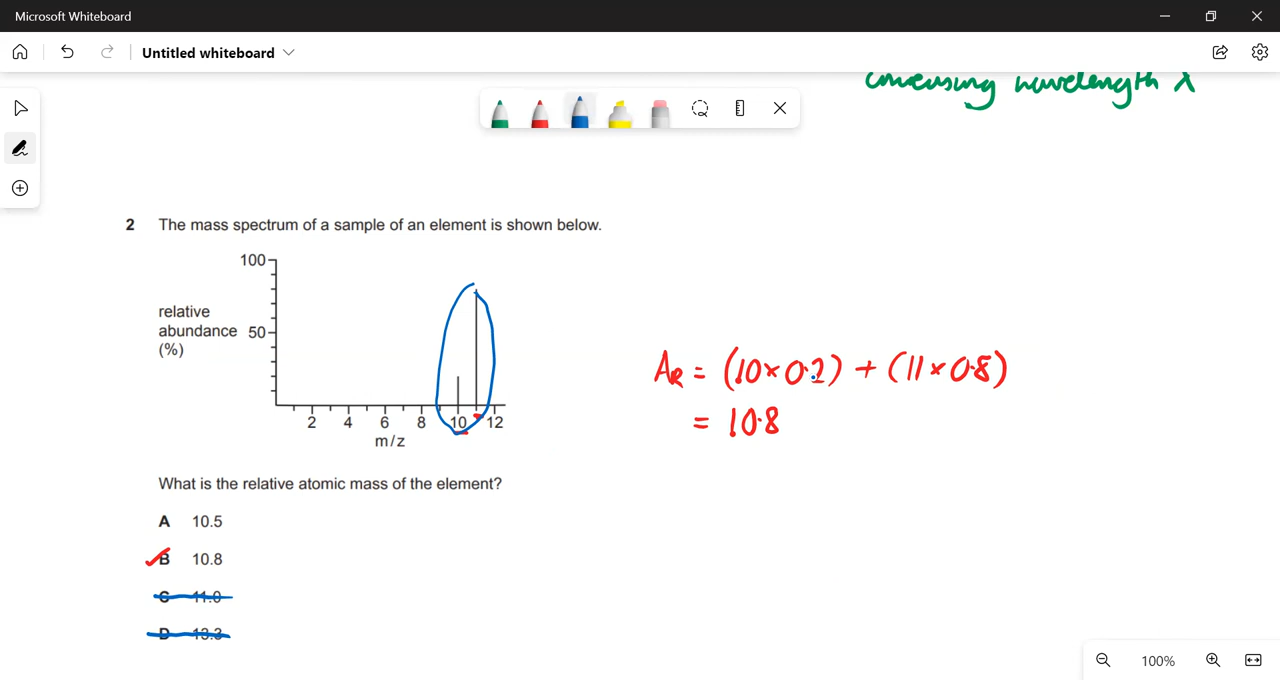 Microsoft Whiteboard
Untitled whiteboard
increasing wavelength λ
2 The mass spectrum of a sample of an element is shown below.
100
relative
abundance 50
(%)
2 4 6 8 10 12
m/z
AR = (10 × 0.2) + (11 × 0.8)
= 10.8
What is the relative atomic mass of the element?
A 10.5
B 10.8
C 11.0
D 13.3
100%